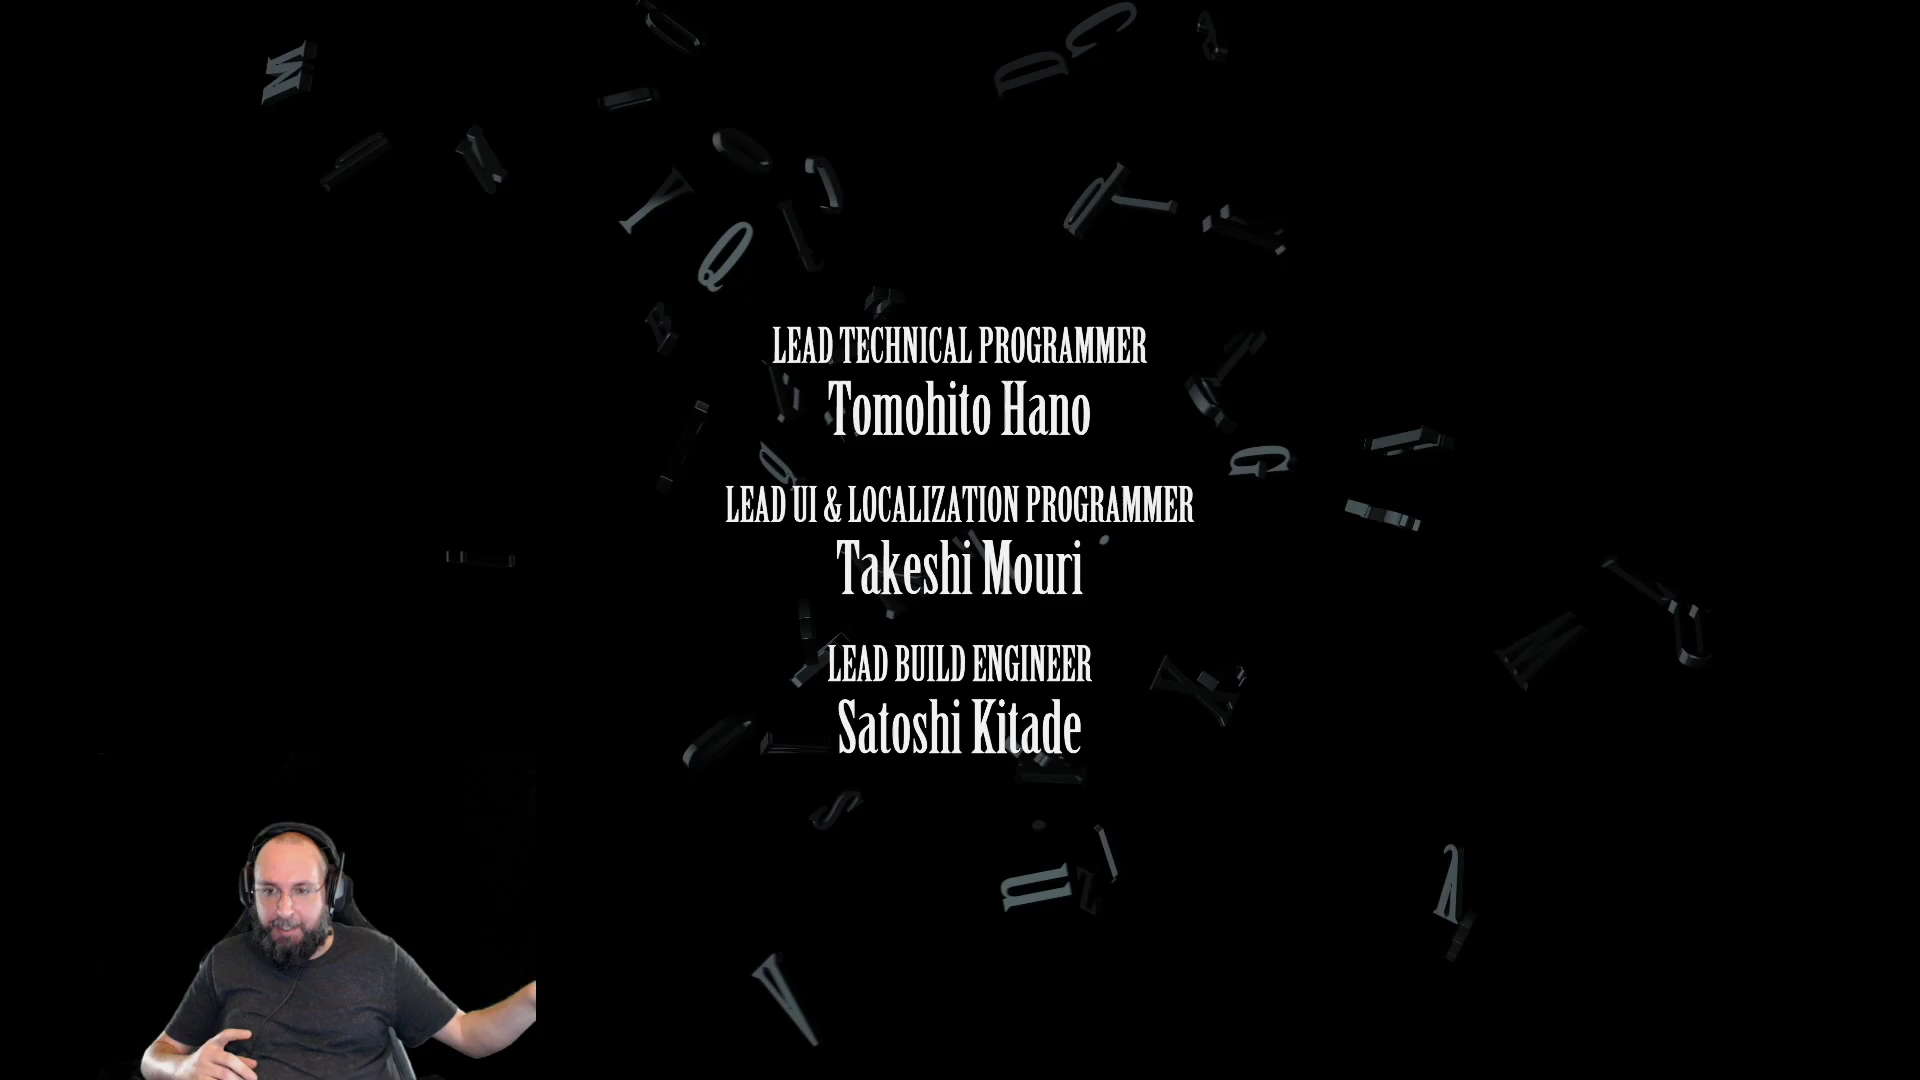 LEAD TECHNICAL PROGRAMMER
Tomohito Hano
LEAD UI & LOCALIZATION PROGRAMMER
Takeshi Mouri
LEAD BUILD ENGINEER
Satoshi Kitade